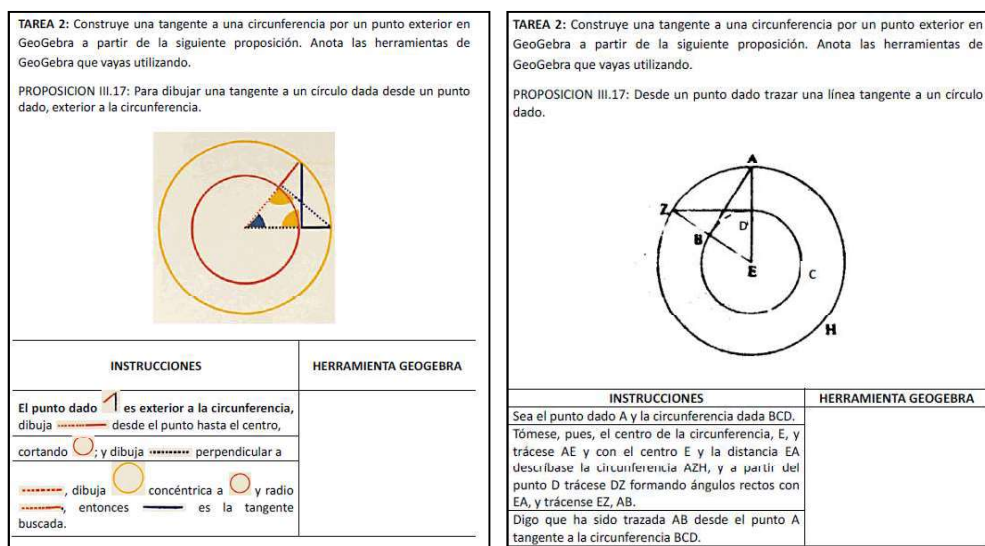 TAREA 2: Construye una tangente a una circunferencia por un punto exterior en
GeoGebra a partir de la siguiente proposición. Anota las herramientas de
GeoGebra que vayas utilizando.
PROPOSICION III.17: Para dibujar una tangente a un círculo dada desde un punto
dado, exterior a la circunferencia.
INSTRUCCIONES HERRAMIENTA GEOGEBRA
El punto dado es exterior a la circunferencia,
dibuja desde el punto hasta el centro,
cortando ; y dibuja perpendicular a
, dibuja concéntrica a y radio
, entonces es la tangente
buscada.
TAREA 2: Construye una tangente a una circunferencia por un punto exterior en
GeoGebra a partir de la siguiente proposición. Anota las herramientas de
GeoGebra que vayas utilizando.
PROPOSICION III.17: Desde un punto dado trazar una línea tangente a un círculo
dado.
A
Z
D
B
E
C
H
INSTRUCCIONES HERRAMIENTA GEOGEBRA
Sea el punto dado A y la circunferencia dada BCD.
Tómese, pues, el centro de la circunferencia, E, y
trácese AE y con el centro E y la distancia EA
descríbase la circunferencia AZH, y a partir del
punto D trácese DZ formando ángulos rectos con
EA, y trácense EZ, AB.
Digo que ha sido trazada AB desde el punto A
tangente a la circunferencia BCD.